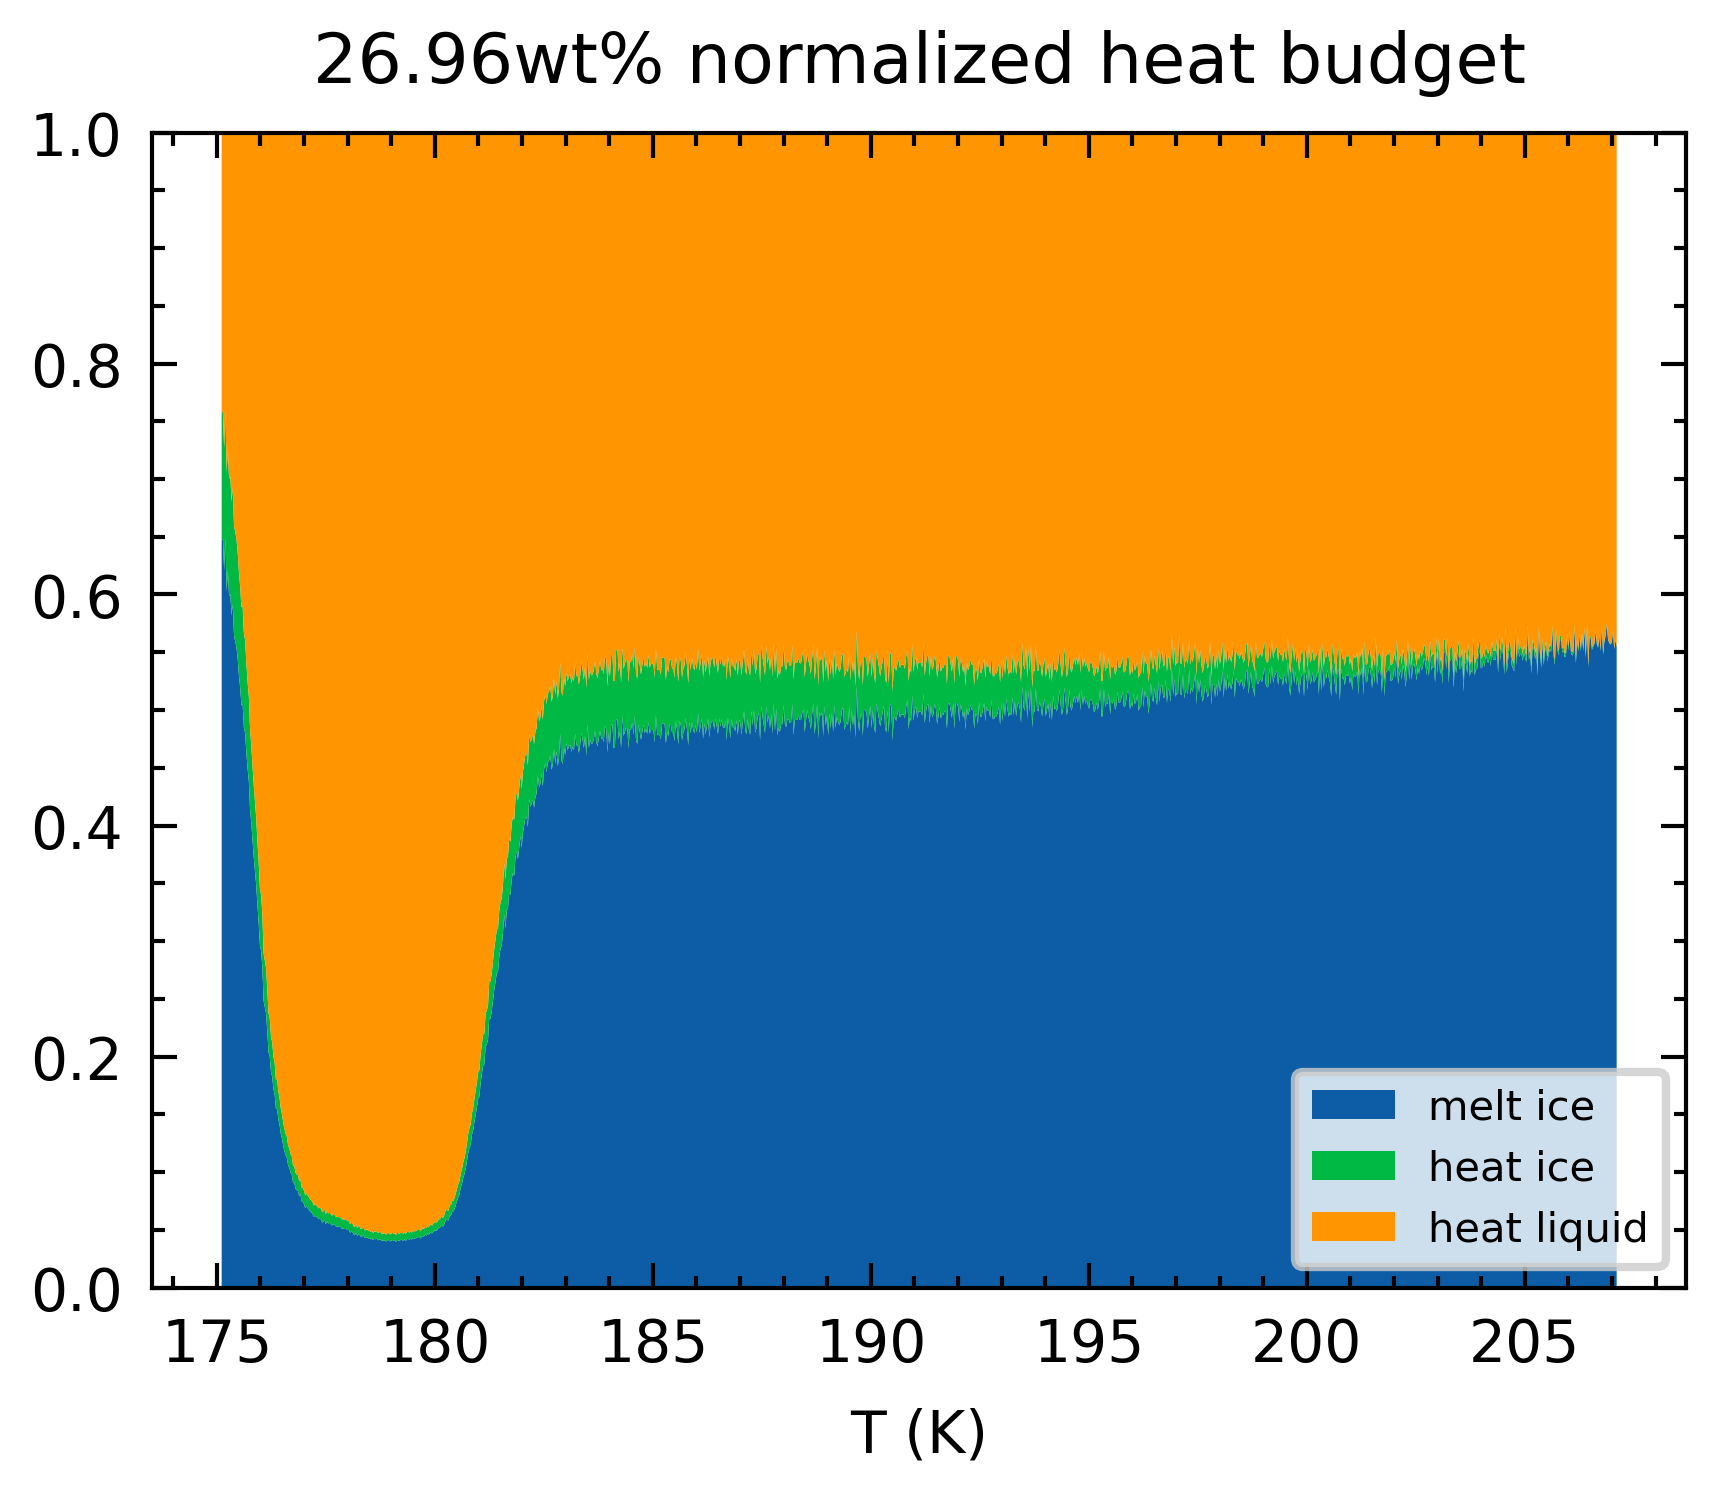 26.96wt% normalized heat budget
1.0
0.8
0.6
0.4
0.2
0.0
melt ice
heat ice
heat liquid
175 180 185 190 195 200 205
T (K)